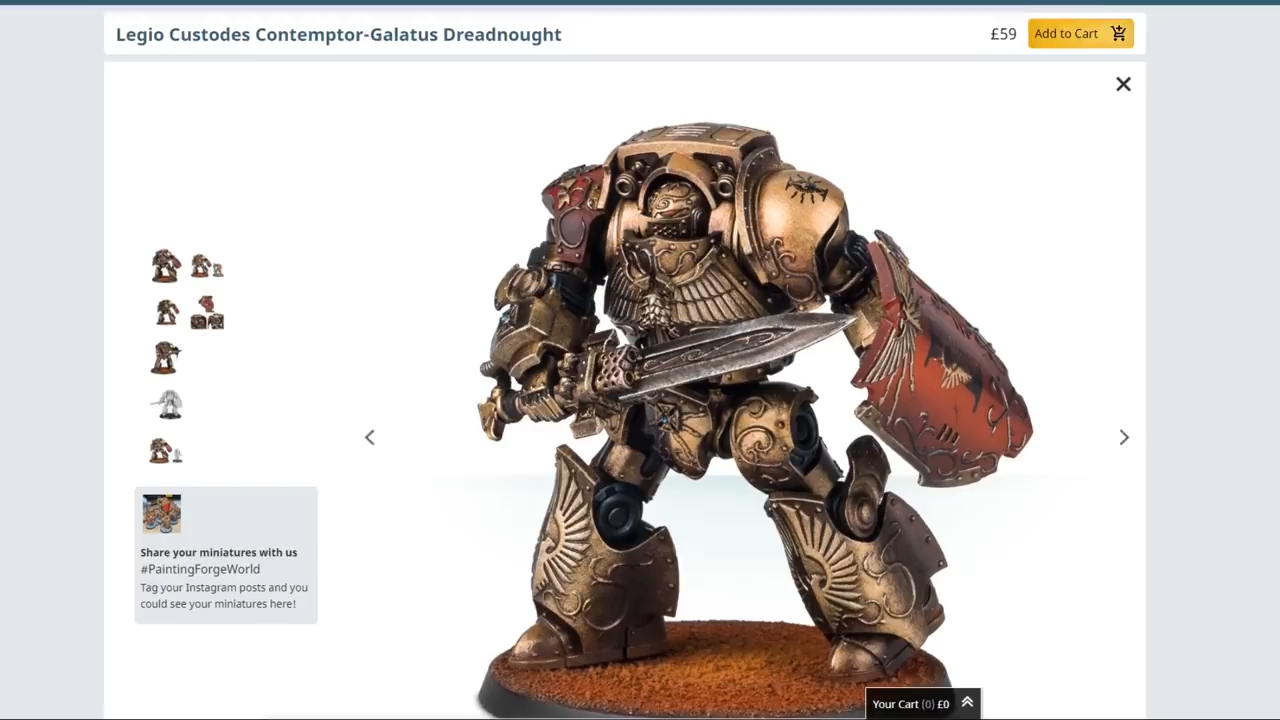 Legio Custodes Contemptor-Galatus Dreadnought
£59
Add to Cart
Share your miniatures with us
#PaintingForgeWorld
Tag your Instagram posts and you
could see your miniatures here!
Your Cart (0) £0